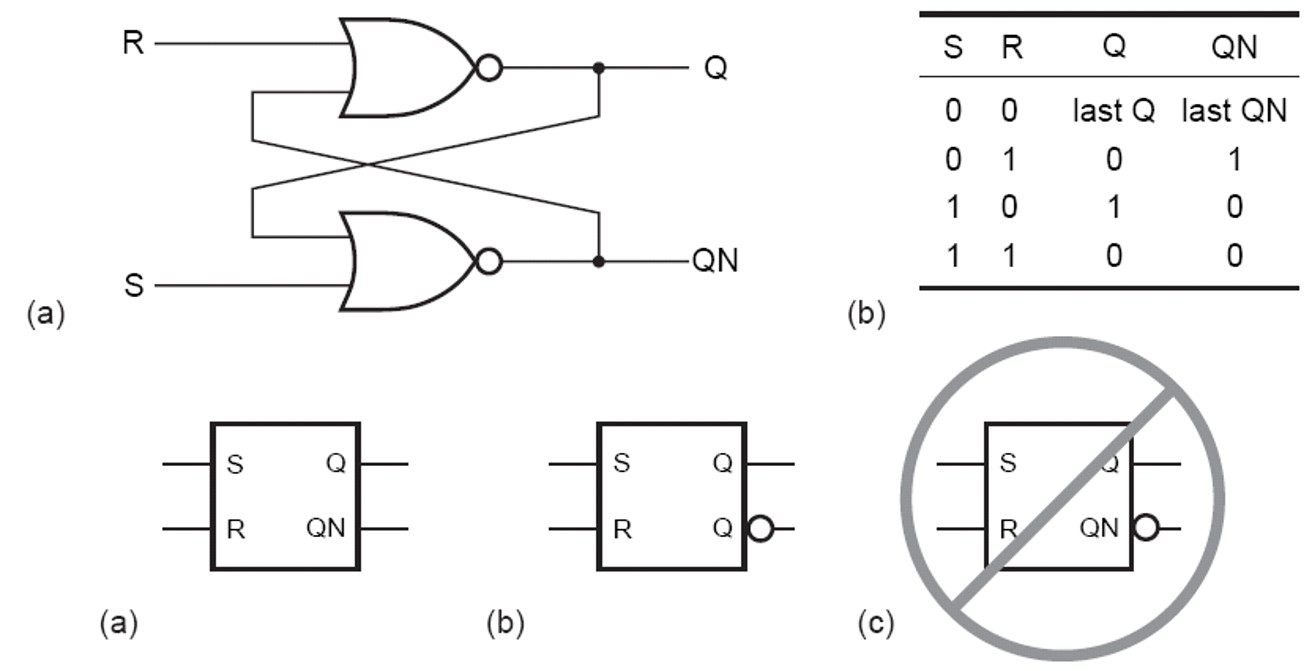 R
Q
S
QN
(a)
S R Q QN
0 0 last Q last QN
0 1 0 1
1 0 1 0
1 1 0 0
(b)
S Q
R QN
(a)
S Q
R Q
(b)
S Q
R QN
(c)